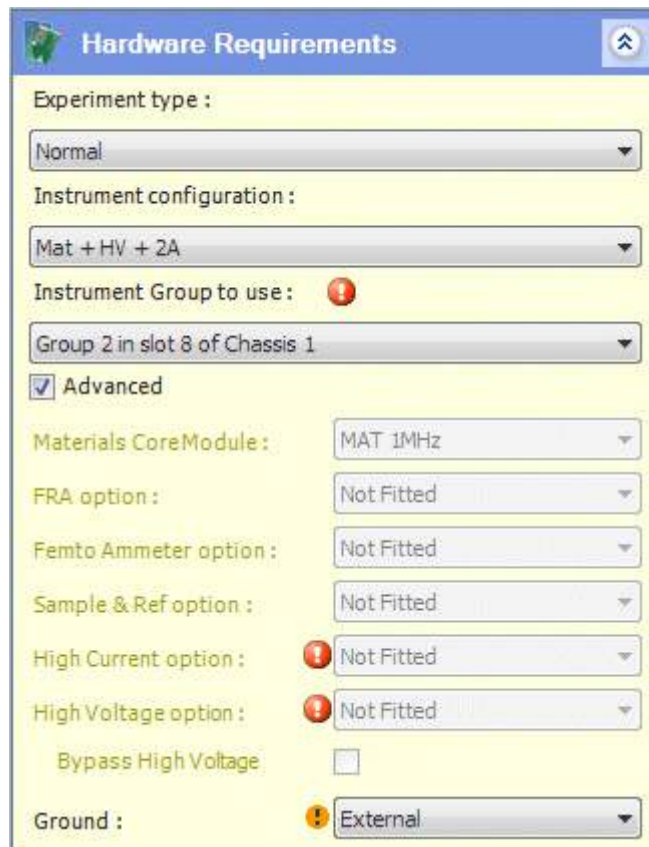 Hardware Requirements
Experiment type :
Normal
Instrument configuration :
Mat + HV + 2A
Instrument Group to use :
Group 2 in slot 8 of Chassis 1
Advanced
Materials CoreModule : MAT 1MHz
FRA option : Not Fitted
Femto Ammeter option : Not Fitted
Sample & Ref option : Not Fitted
High Current option : Not Fitted
High Voltage option : Not Fitted
Bypass High Voltage
Ground : External